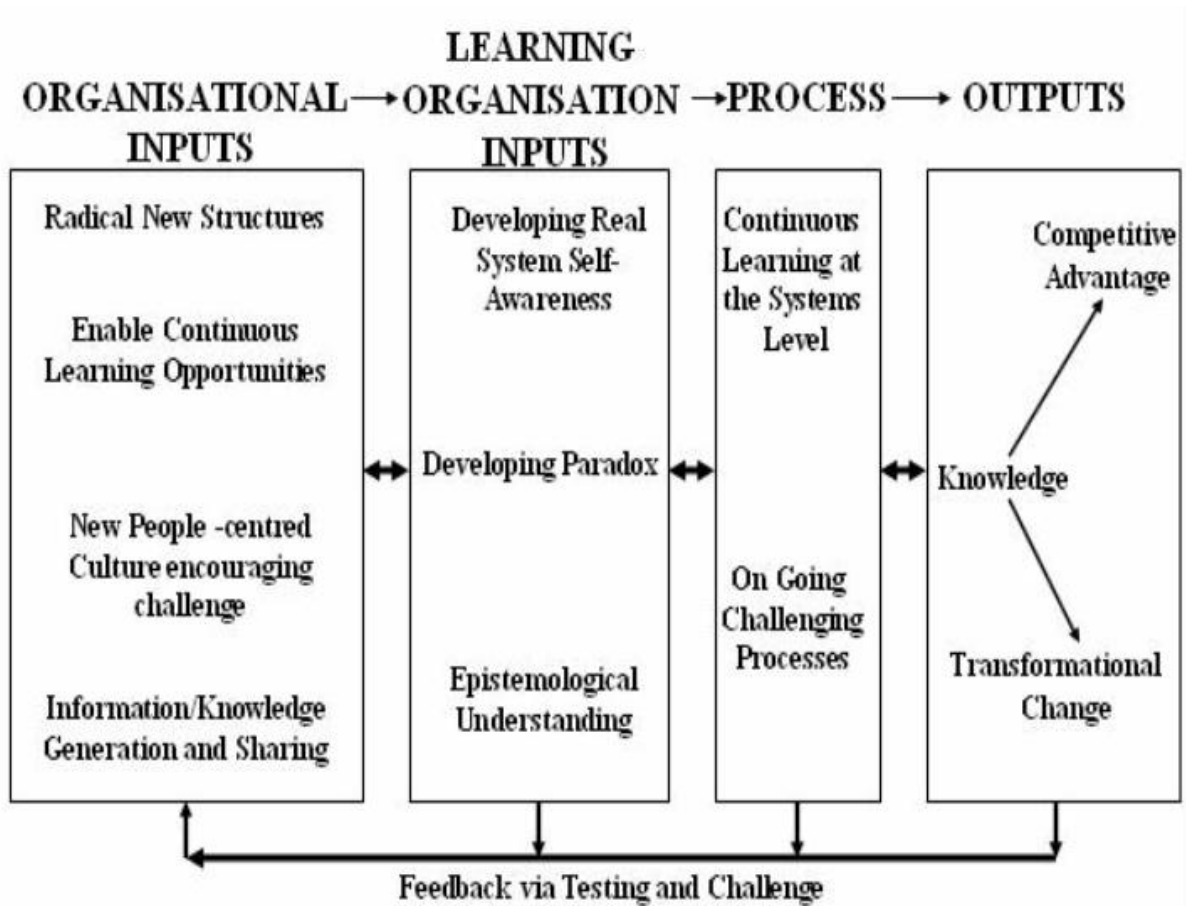 LEARNING
ORGANISATIONAL
ORGANISATION
PROCESS
OUTPUTS
INPUTS
INPUTS
Radical New Structures
Enable Continuous
Learning Opportunities
New People -centred
Culture encouraging
challenge
Information/Knowledge
Generation and Sharing
Developing Real
System Self-
Awareness
Developing Paradox
Epistemological
Understanding
Continuous
Learning at
the Systems
Level
On Going
Challenging
Processes
Competitive
Advantage
Knowledge
Transformational
Change
Feedback via Testing and Challenge